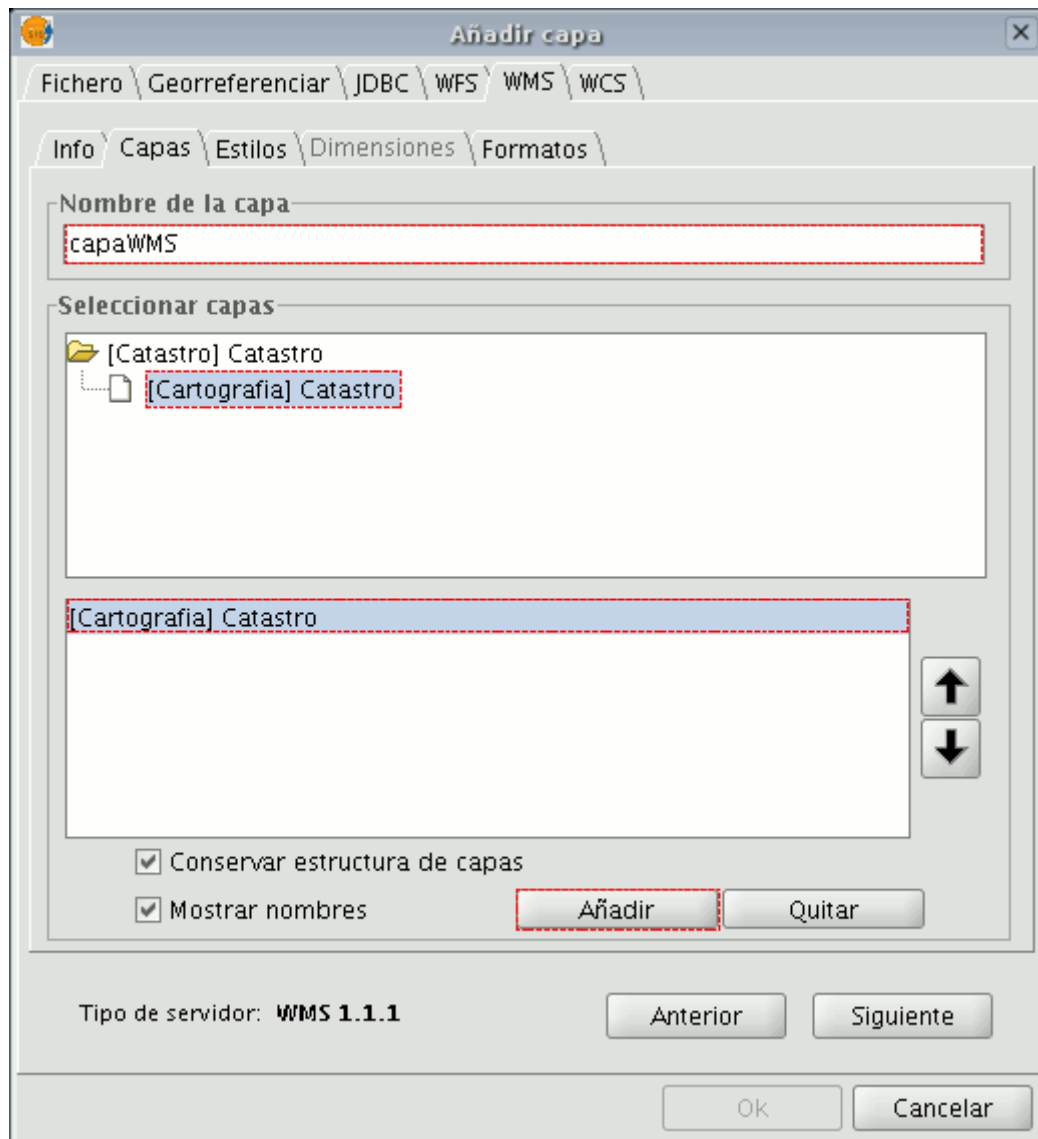 Añadir capa
Fichero Georreferenciar JDBC WFS WMS WCS
Info Capas Estilos Dimensiones Formatos
Nombre de la capa
capaWMS
Seleccionar capas
[Catastro] Catastro
[Cartografia] Catastro
[Cartografia] Catastro
Conservar estructura de capas
Mostrar nombres Añadir Quitar
Tipo de servidor: WMS 1.1.1 Anterior Siguiente
Ok Cancelar